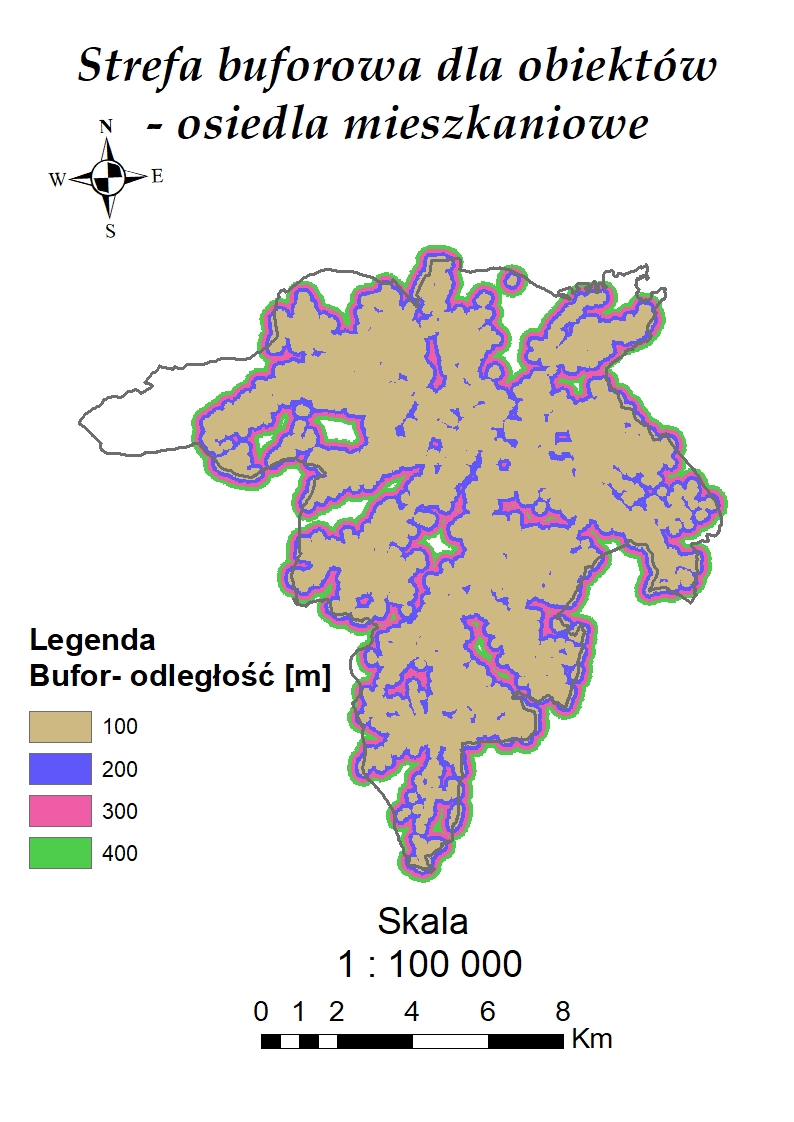 Strefa buforowa dla obiektów
- osiedla mieszkaniowe
N
W E
S
Legenda
Bufor- odległość [m]
100
200
300
400
Skala
1 : 100 000
0 1 2 4 6 8
Km